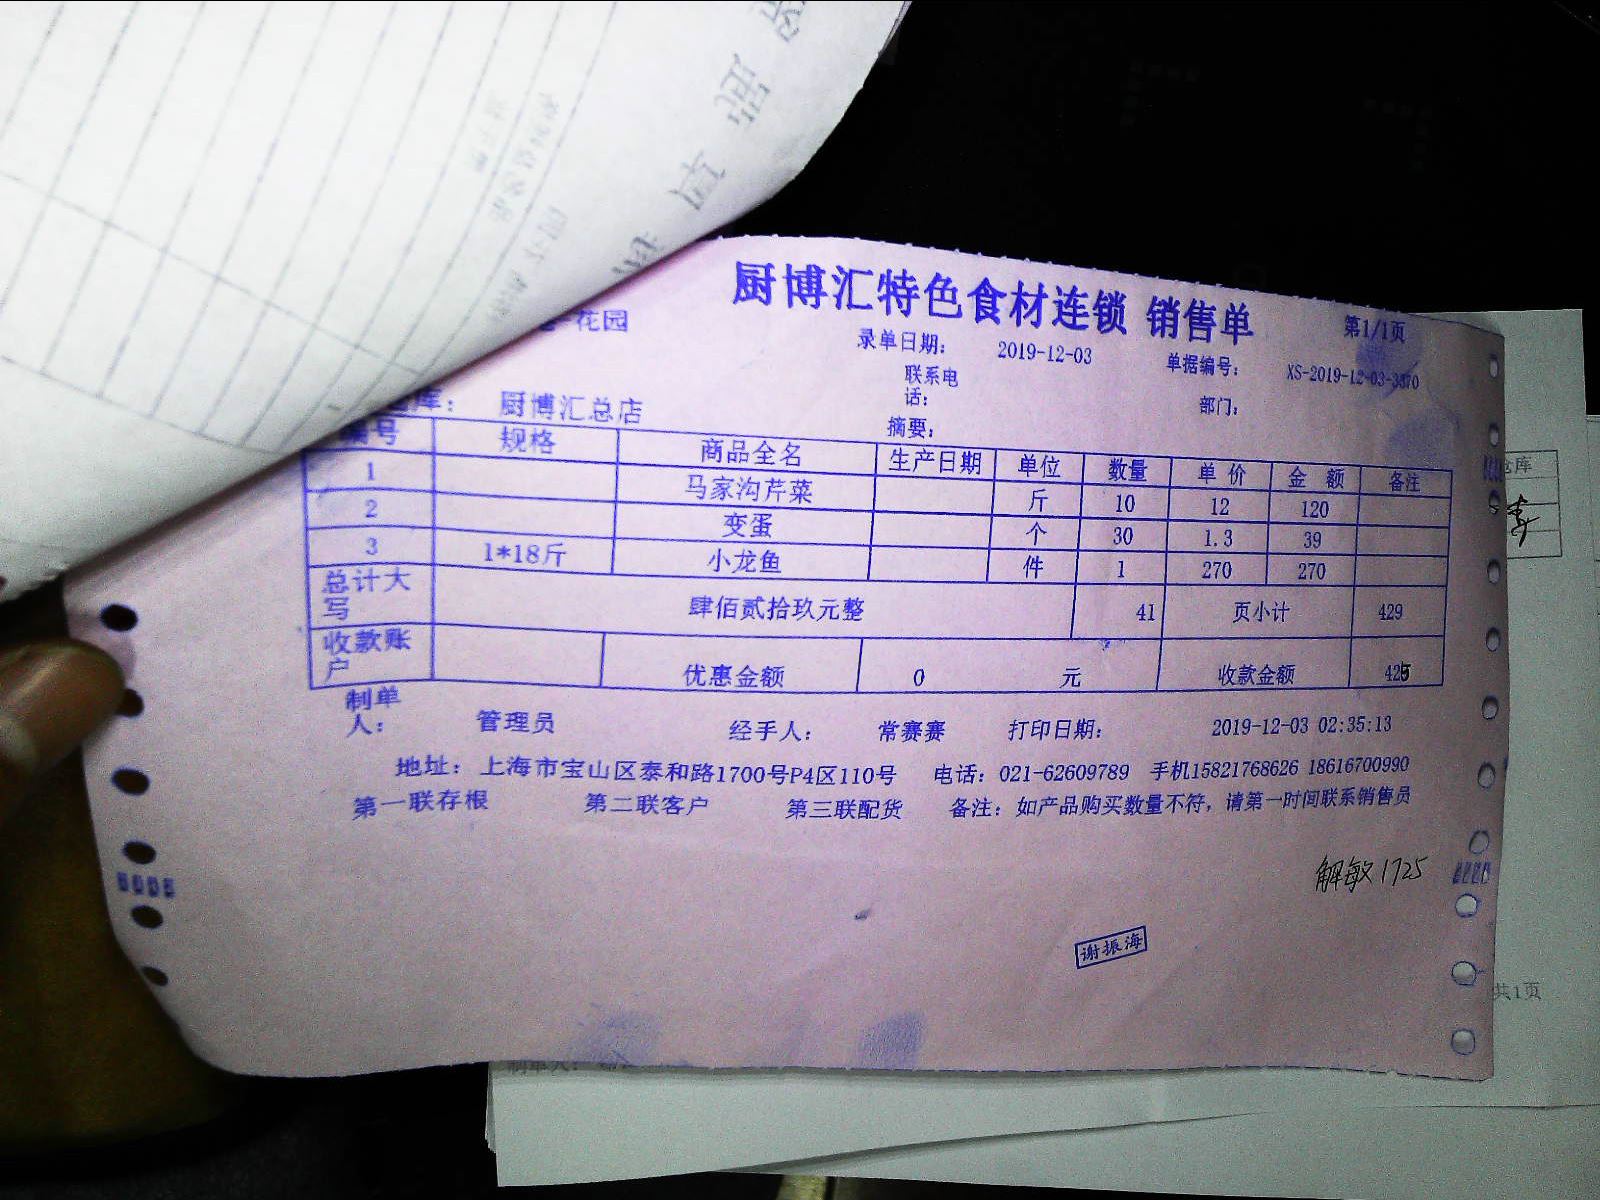 厨博汇特色食材连锁 销售单
第1/1页
花园
录单日期： 2019-12-03 单据编号： XS-2019-12-03-3370
联系电话： 部门：
库： 厨博汇总店 摘要：
编号 规格 商品全名 生产日期 单位 数量 单价 金额 备注
1 马家沟芹菜 斤 10 12 120
2 变蛋 个 30 1.3 39
3 1*18斤 小龙鱼 件 1 270 270
总计大写 肆佰贰拾玖元整 41 页小计 429
收款账户 优惠金额 0 元 收款金额 425
制单人： 管理员 经手人： 常赛赛 打印日期： 2019-12-03 02:35:13
地址：上海市宝山区泰和路1700号P4区110号 电话：021-62609789 手机15821768626 18616700990
第一联存根 第二联客户 第三联配货 备注：如产品购买数量不符，请第一时间联系销售员
解敏1725
谢振海
仓库
共1页
制单人：